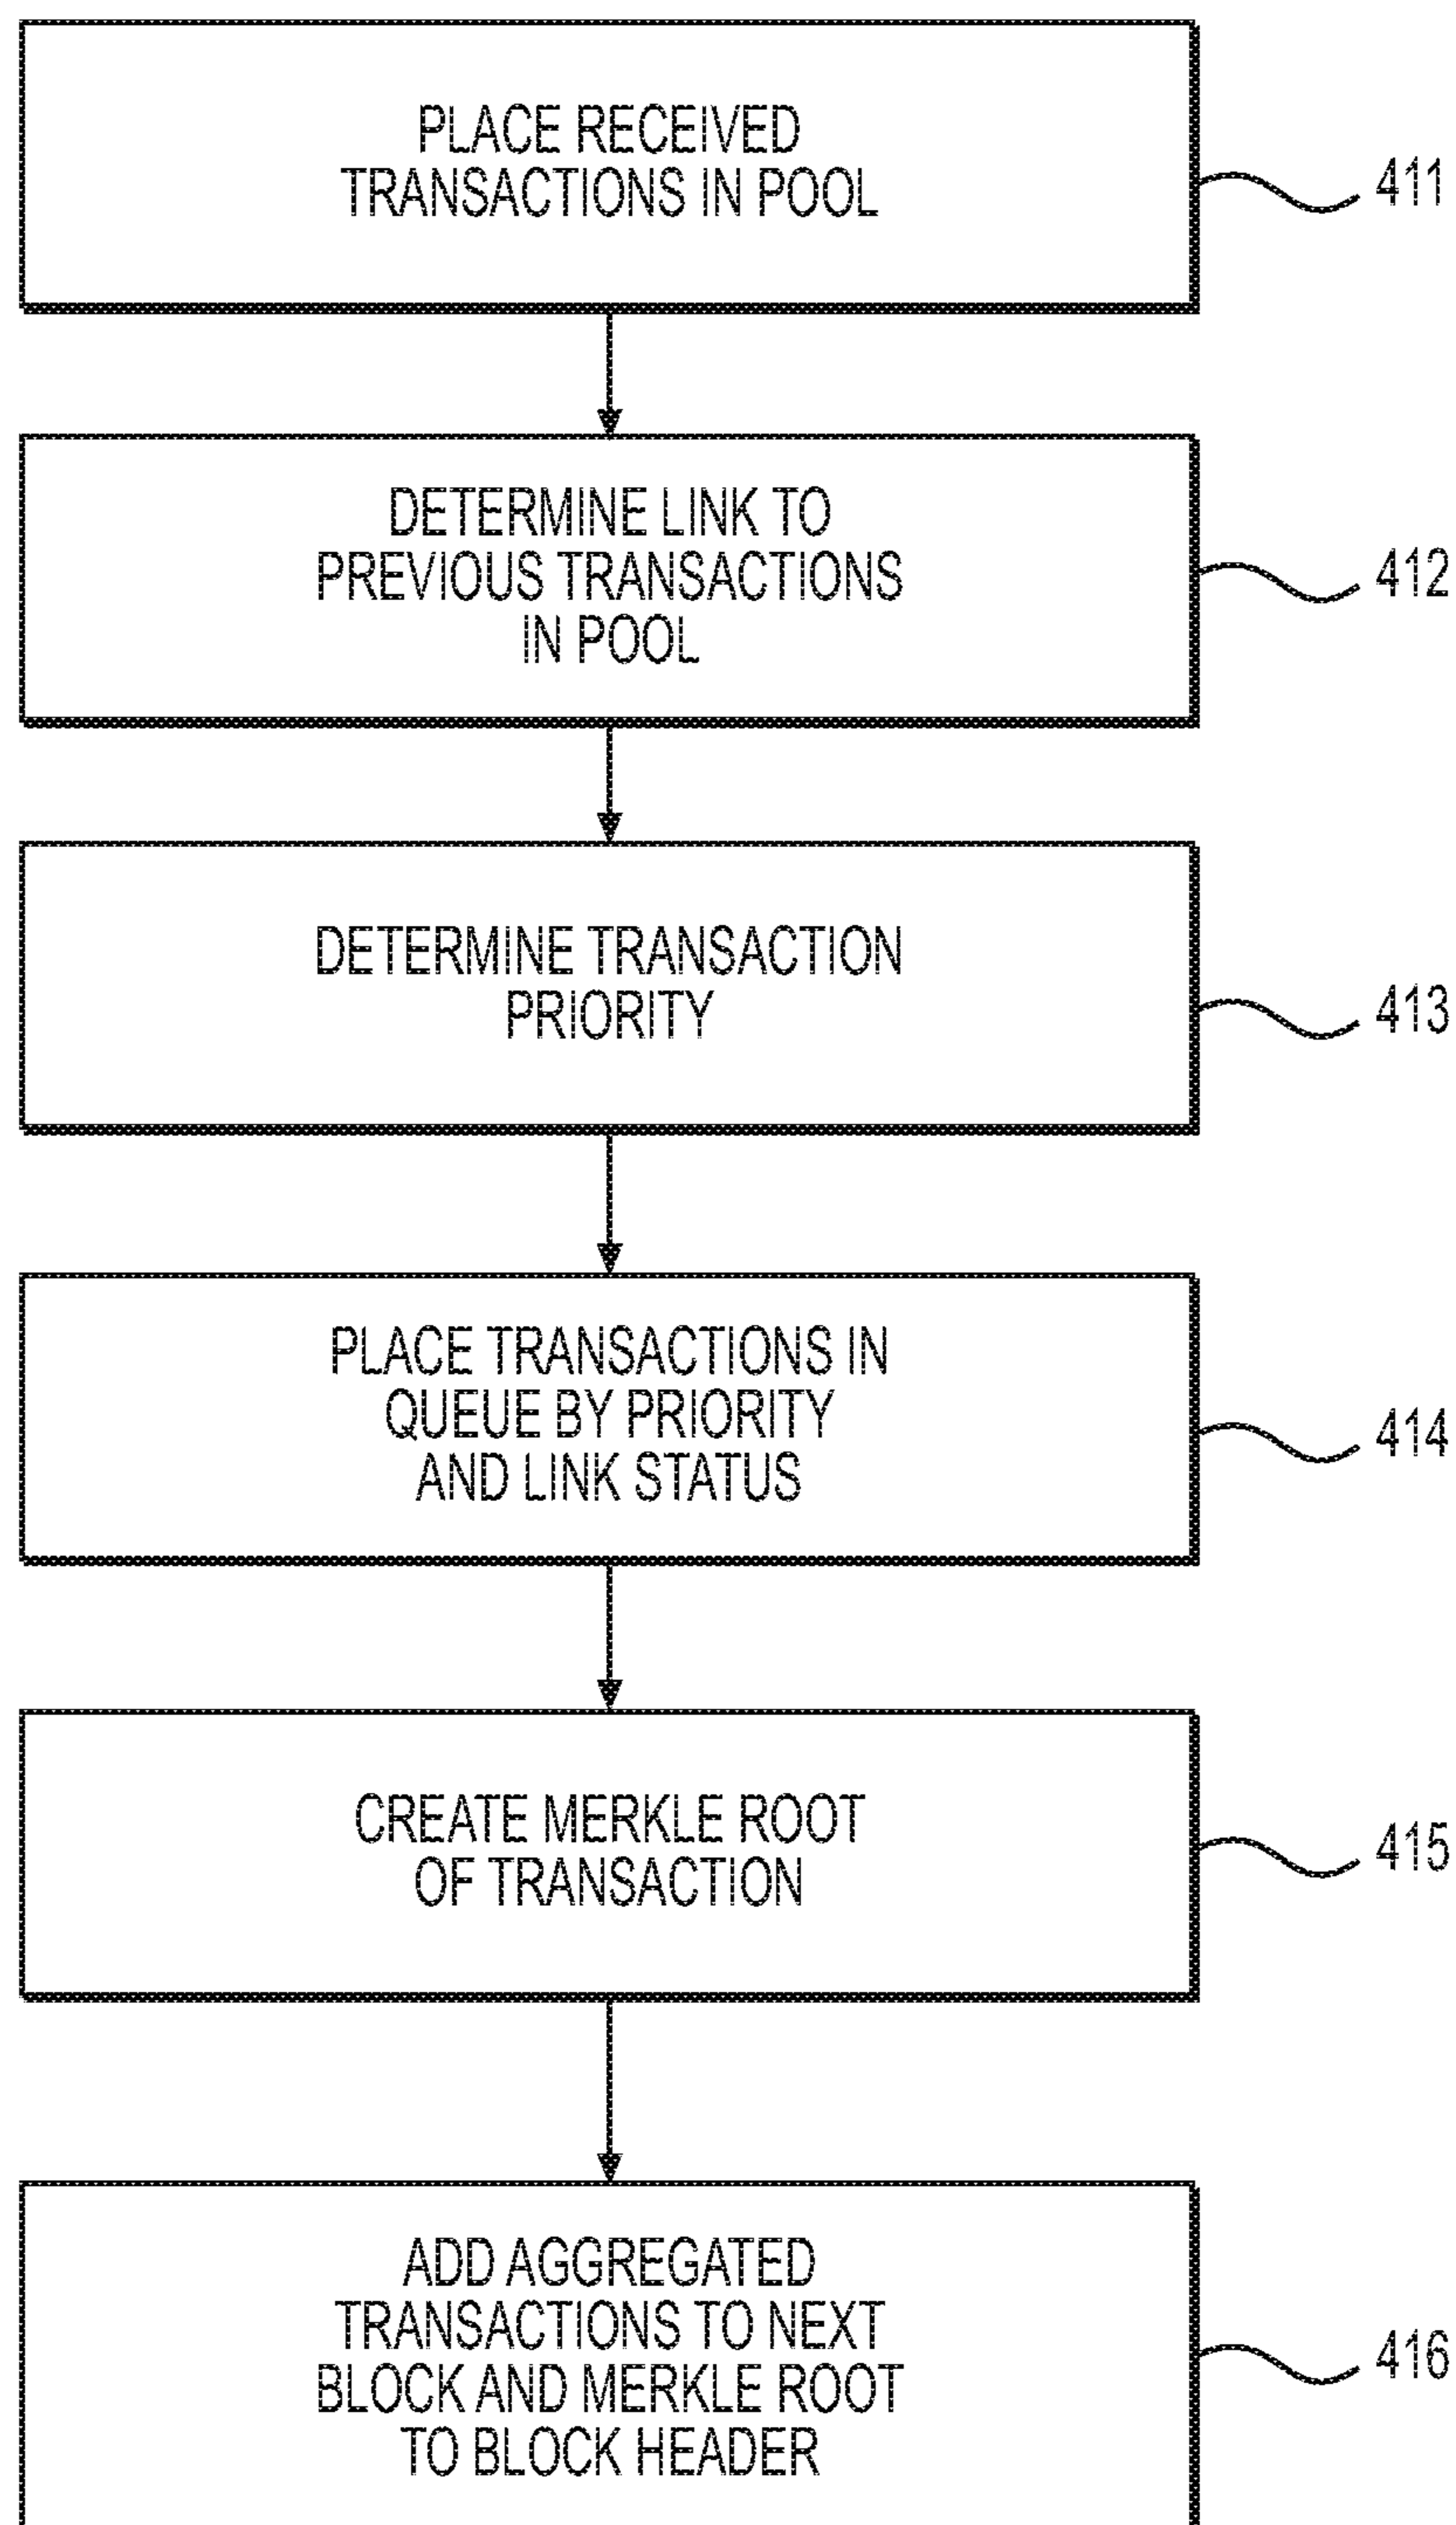 PLACE RECEIVED
TRANSACTIONS IN POOL
411
DETERMINE LINK TO
PREVIOUS TRANSACTIONS
IN POOL
412
DETERMINE TRANSACTION
PRIORITY
413
PLACE TRANSACTIONS IN
QUEUE BY PRIORITY
AND LINK STATUS
414
CREATE MERKLE ROOT
OF TRANSACTION
415
ADD AGGREGATED
TRANSACTIONS TO NEXT
BLOCK AND MERKLE ROOT
TO BLOCK HEADER
416